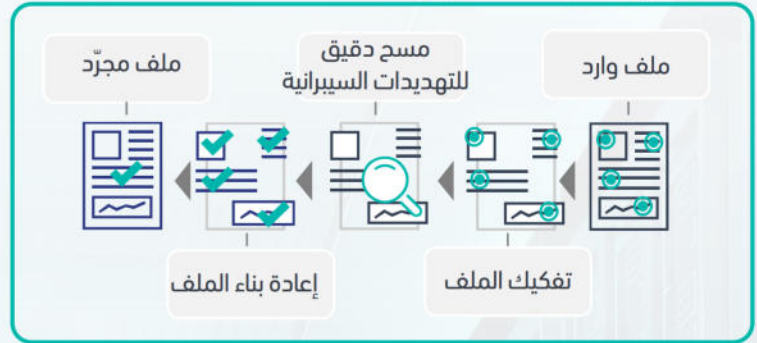 ملف وارد
تفكيك الملف
مسح دقيق
للتهديدات السيبرانية
إعادة بناء الملف
ملف مجرّد